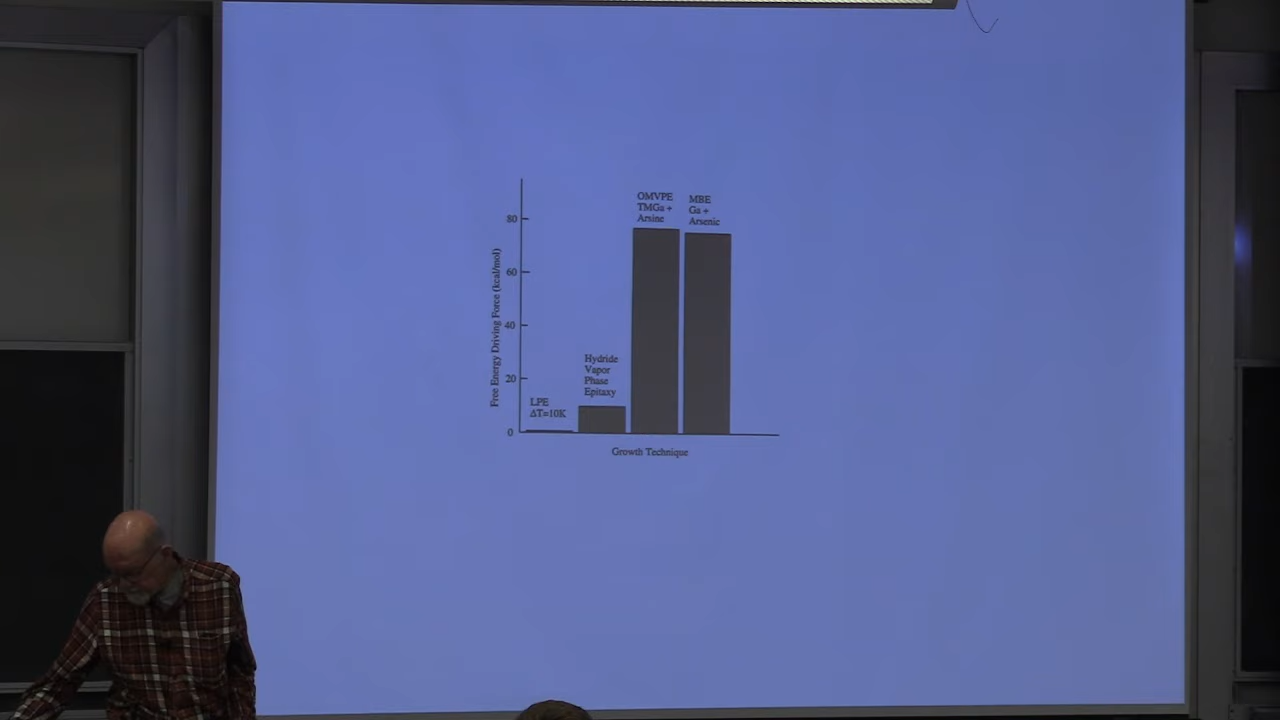 OMVPE
TMGa +
Arsine
MBE
Ga +
Arsenic
80
60
40
20
0
Free Energy Driving Force (kcal/mol)
Hydride
Vapor
Phase
Epitaxy
LPE
ΔT=10K
Growth Technique